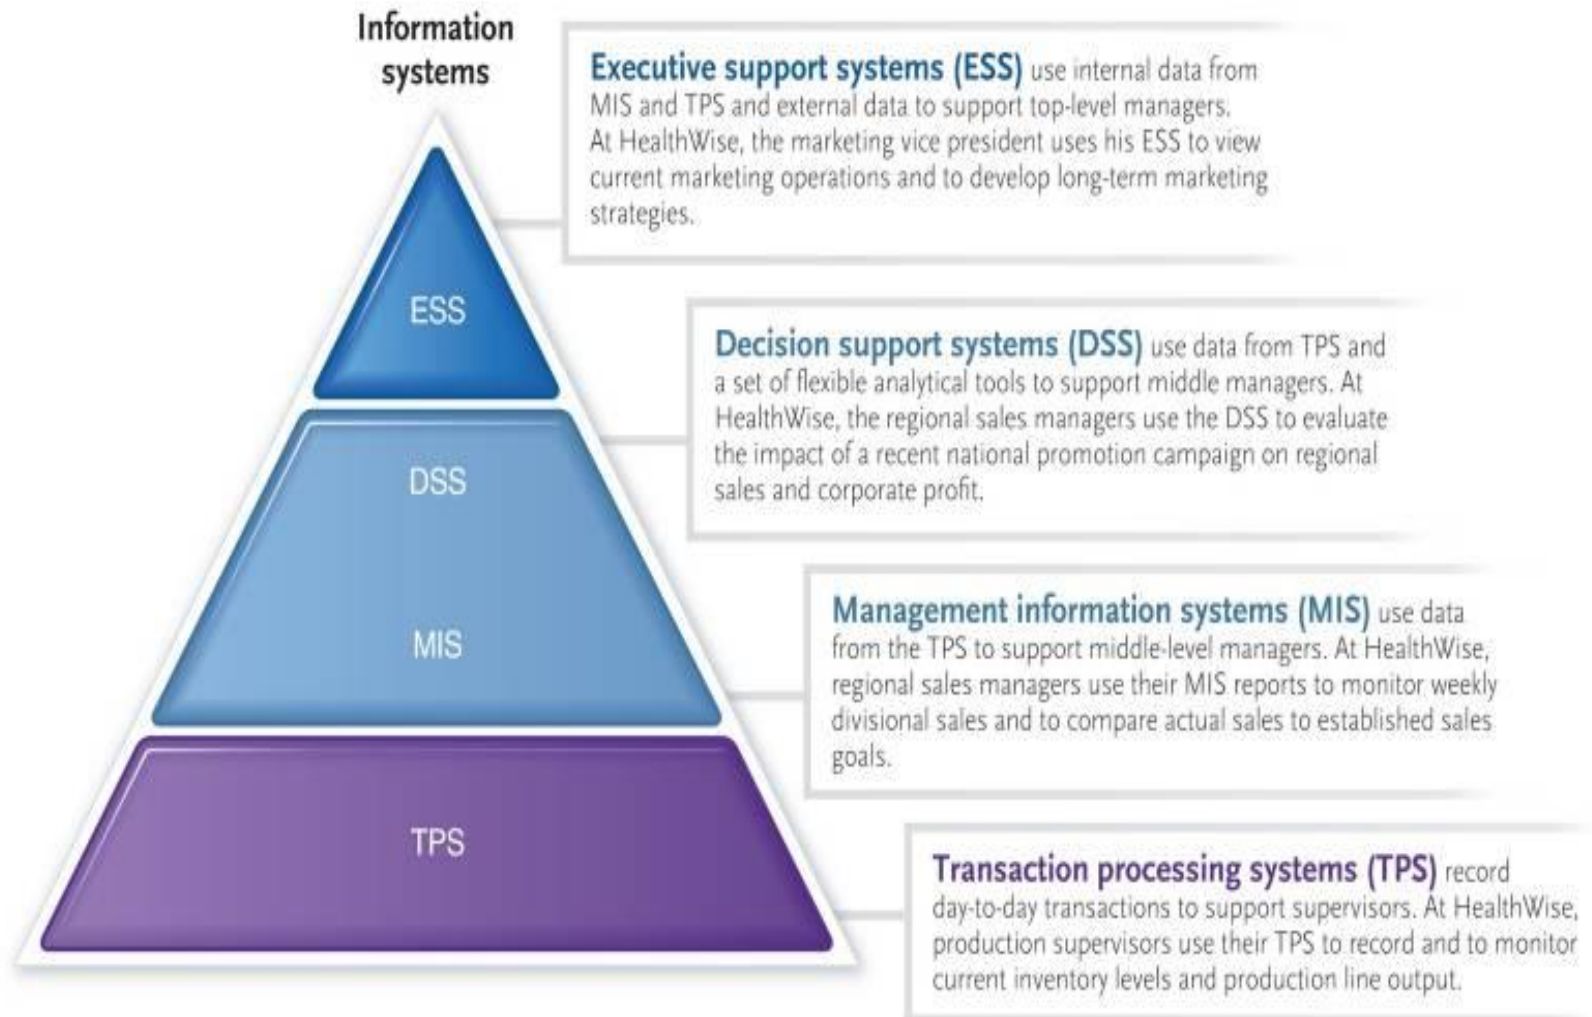 Information
systems
Executive support systems (ESS) use internal data from
MIS and TPS and external data to support top-level managers.
At HealthWise, the marketing vice president uses his ESS to view
current marketing operations and to develop long-term marketing
strategies.
ESS
Decision support systems (DSS) use data from TPS and
a set of flexible analytical tools to support middle managers. At
HealthWise, the regional sales managers use the DSS to evaluate
the impact of a recent national promotion campaign on regional
sales and corporate profit.
DSS
Management information systems (MIS) use data
from the TPS to support middle-level managers. At HealthWise,
regional sales managers use their MIS reports to monitor weekly
divisional sales and to compare actual sales to established sales
goals.
MIS
TPS
Transaction processing systems (TPS) record
day-to-day transactions to support supervisors. At HealthWise,
production supervisors use their TPS to record and to monitor
current inventory levels and production line output.